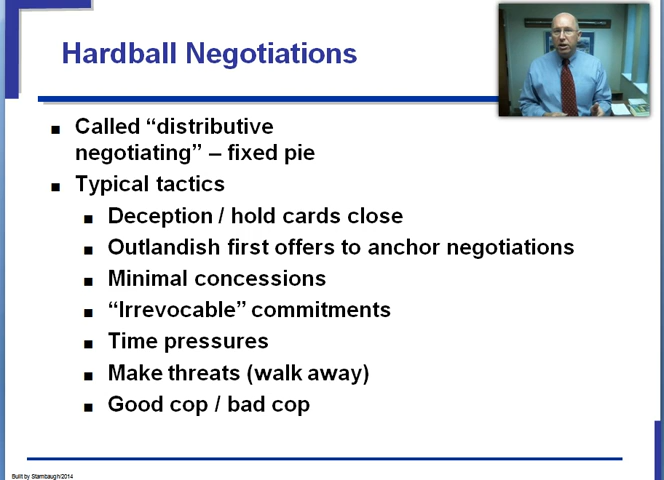 Hardball Negotiations
Called “distributive
negotiating” – fixed pie
Typical tactics
Deception / hold cards close
Outlandish first offers to anchor negotiations
Minimal concessions
“Irrevocable” commitments
Time pressures
Make threats (walk away)
Good cop / bad cop
Built by Stambaugh/2014